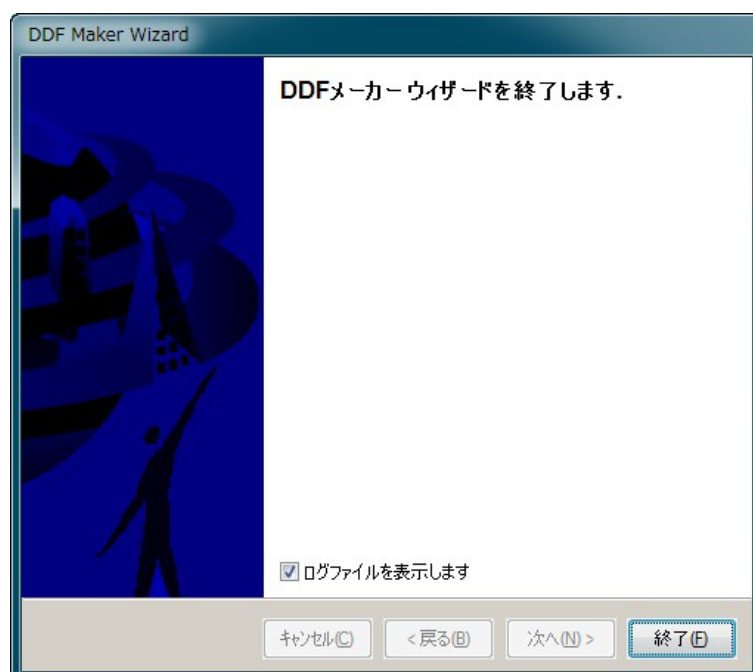 DDF Maker Wizard
DDFメーカー ウィザードを終了します.
ログファイルを表示します
キャンセル(C)
< 戻る(B)
次へ(N) >
終了(F)